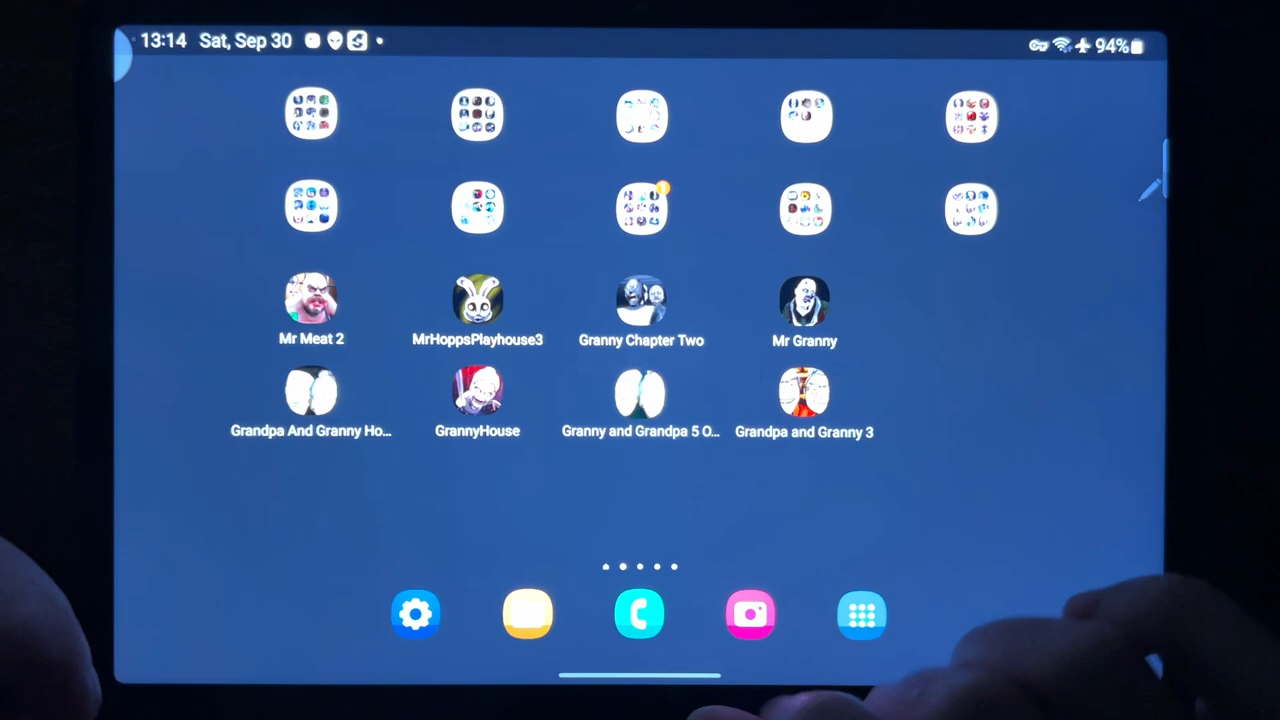 13:14 Sat, Sep 30 94%
Mr Meat 2 MrHoppsPlayhouse3 Granny Chapter Two Mr Granny
Grandpa And Granny Ho... GrannyHouse Granny and Grandpa 5 O... Grandpa and Granny 3